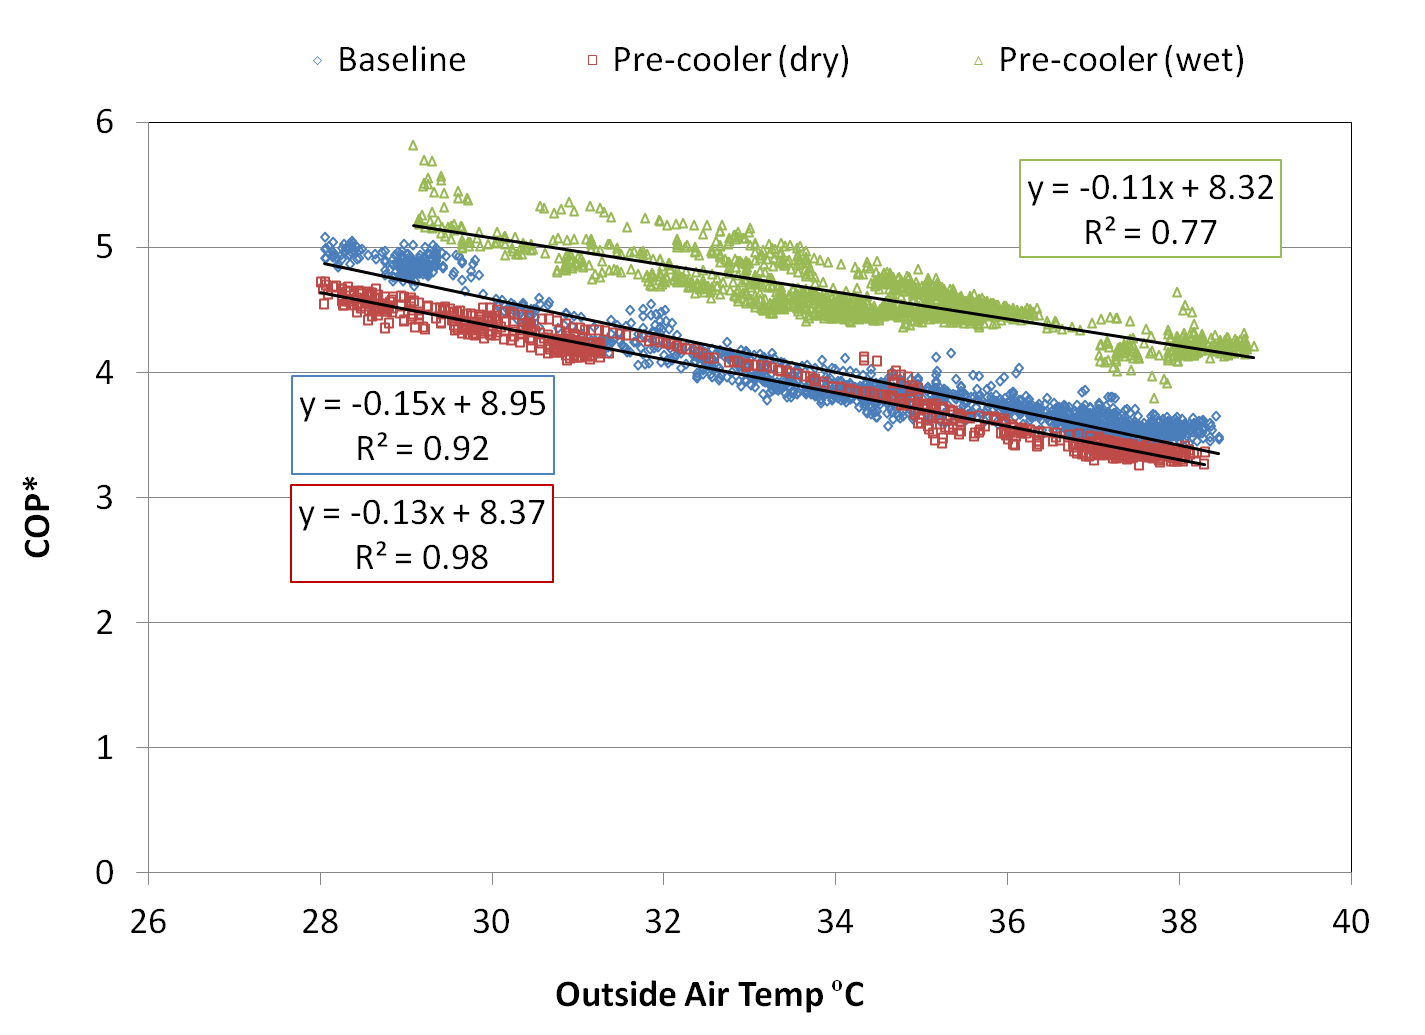 Baseline Pre-cooler (dry) Pre-cooler (wet)
6
5
4
3
2
1
0
y = -0.11x + 8.32
R² = 0.77
y = -0.15x + 8.95
R² = 0.92
y = -0.13x + 8.37
R² = 0.98
COP*
26 28 30 32 34 36 38 40
Outside Air Temp °C